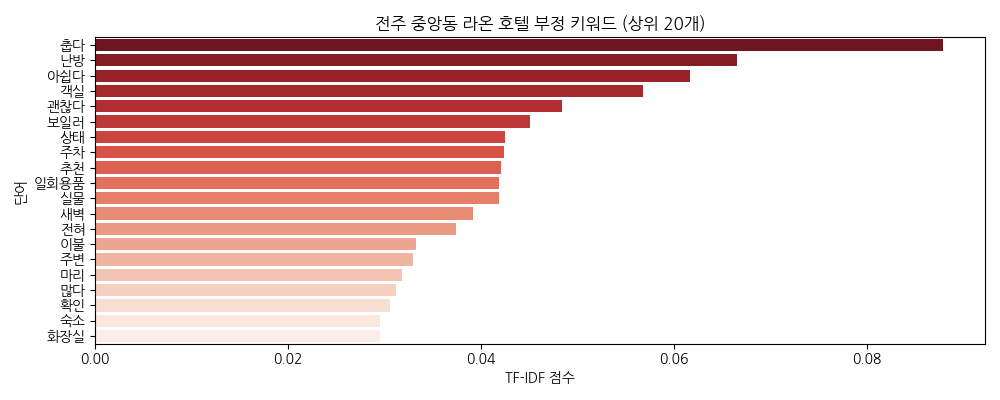 전주 중앙동 라온 호텔 부정 키워드 (상위 20개)
춥다
난방
아쉽다
객실
괜찮다
보일러
상태
주차
추천
일회용품
실물
새벽
전혀
이불
주변
마리
많다
확인
숙소
화장실
단어
0.00 0.02 0.04 0.06 0.08
TF-IDF 점수